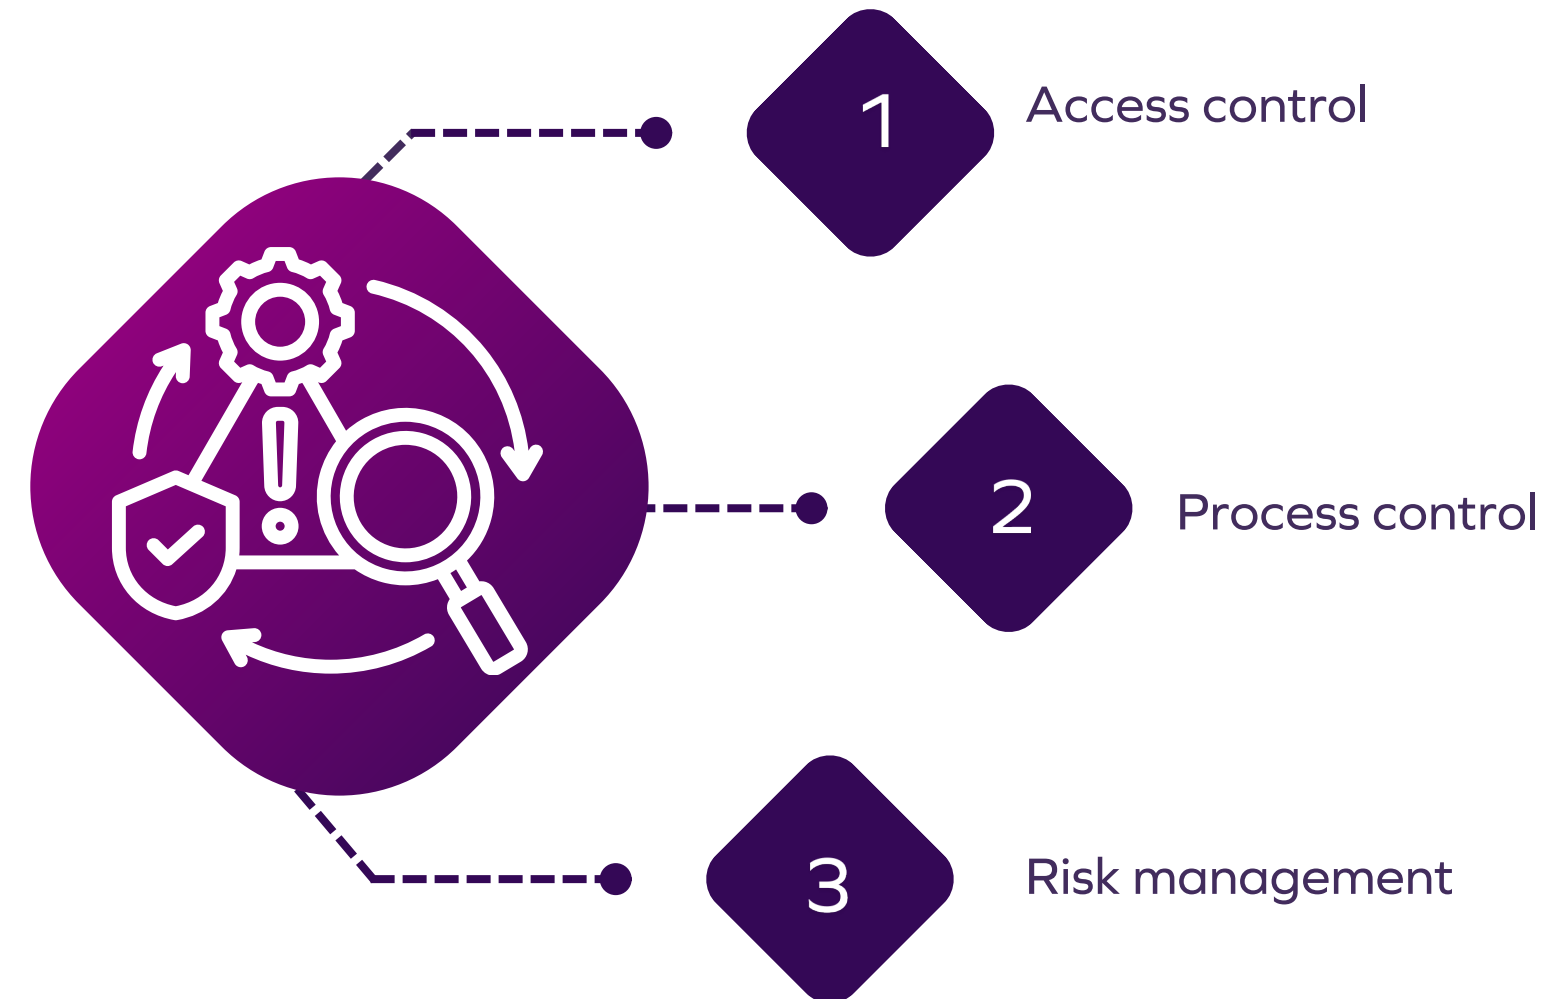 1
Access control
2
Process control
3
Risk management